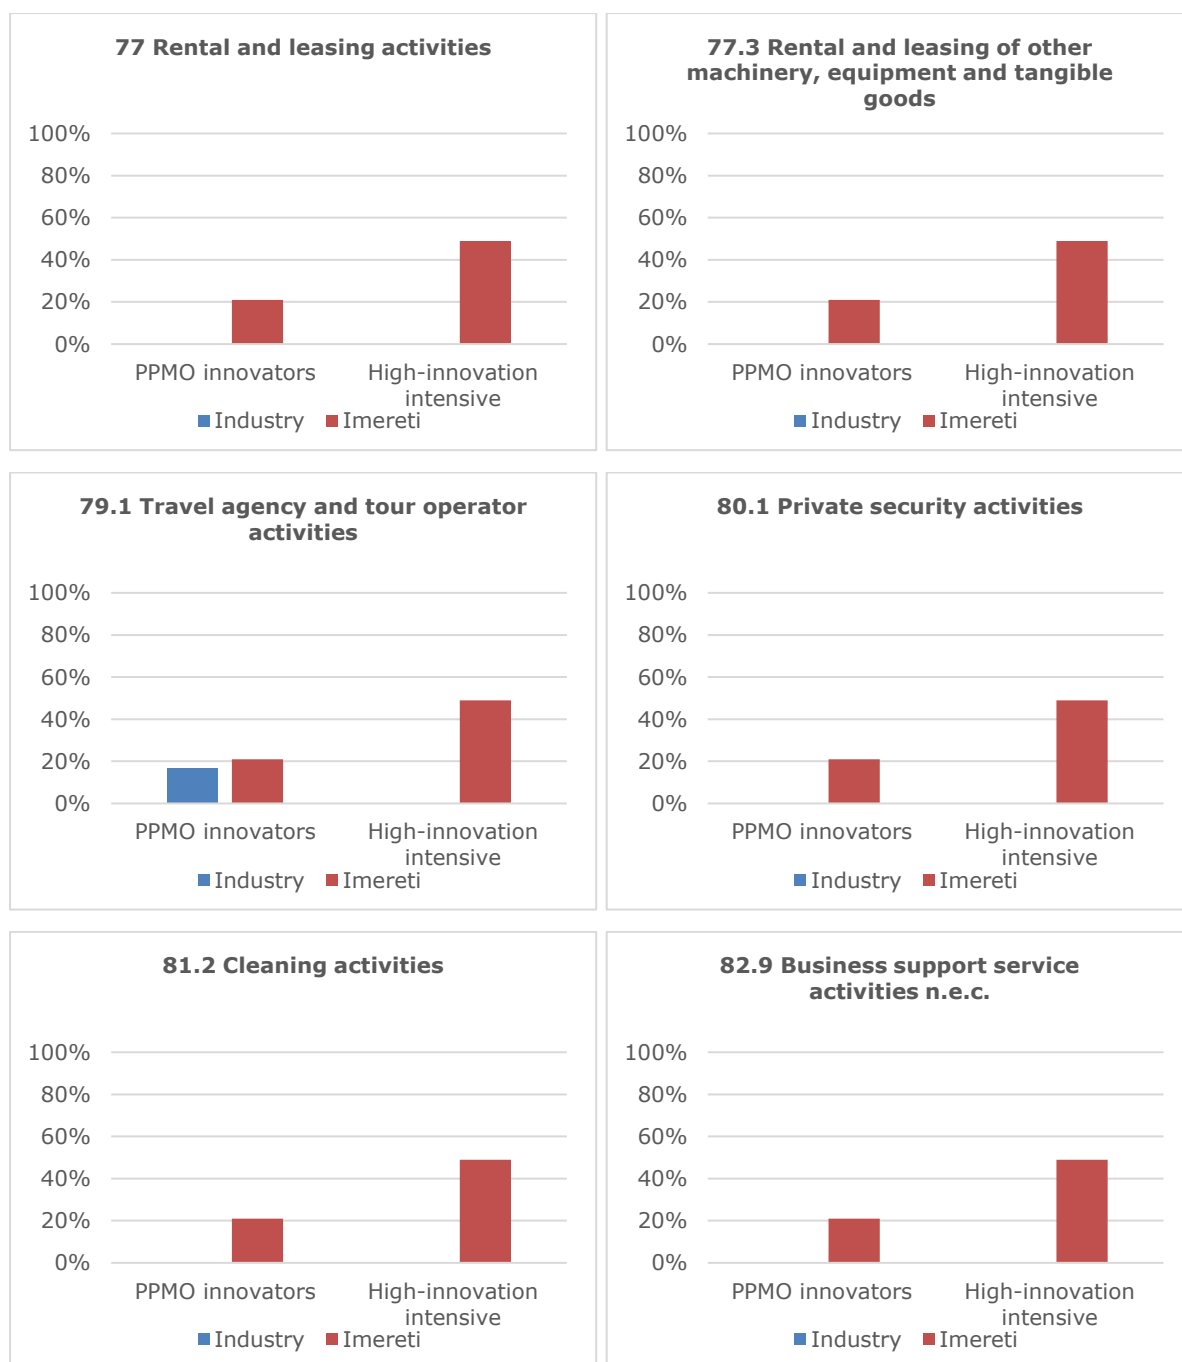 77 Rental and leasing activities
100%
80%
60%
40%
20%
0%
PPMO innovators
High-innovation
intensive
Industry
Imereti
77.3 Rental and leasing of other
machinery, equipment and tangible
goods
100%
80%
60%
40%
20%
0%
PPMO innovators
High-innovation
intensive
Industry
Imereti
79.1 Travel agency and tour operator
activities
100%
80%
60%
40%
20%
0%
PPMO innovators
High-innovation
intensive
Industry
Imereti
80.1 Private security activities
100%
80%
60%
40%
20%
0%
PPMO innovators
High-innovation
intensive
Industry
Imereti
81.2 Cleaning activities
100%
80%
60%
40%
20%
0%
PPMO innovators
High-innovation
intensive
Industry
Imereti
82.9 Business support service
activities n.e.c.
100%
80%
60%
40%
20%
0%
PPMO innovators
High-innovation
intensive
Industry
Imereti